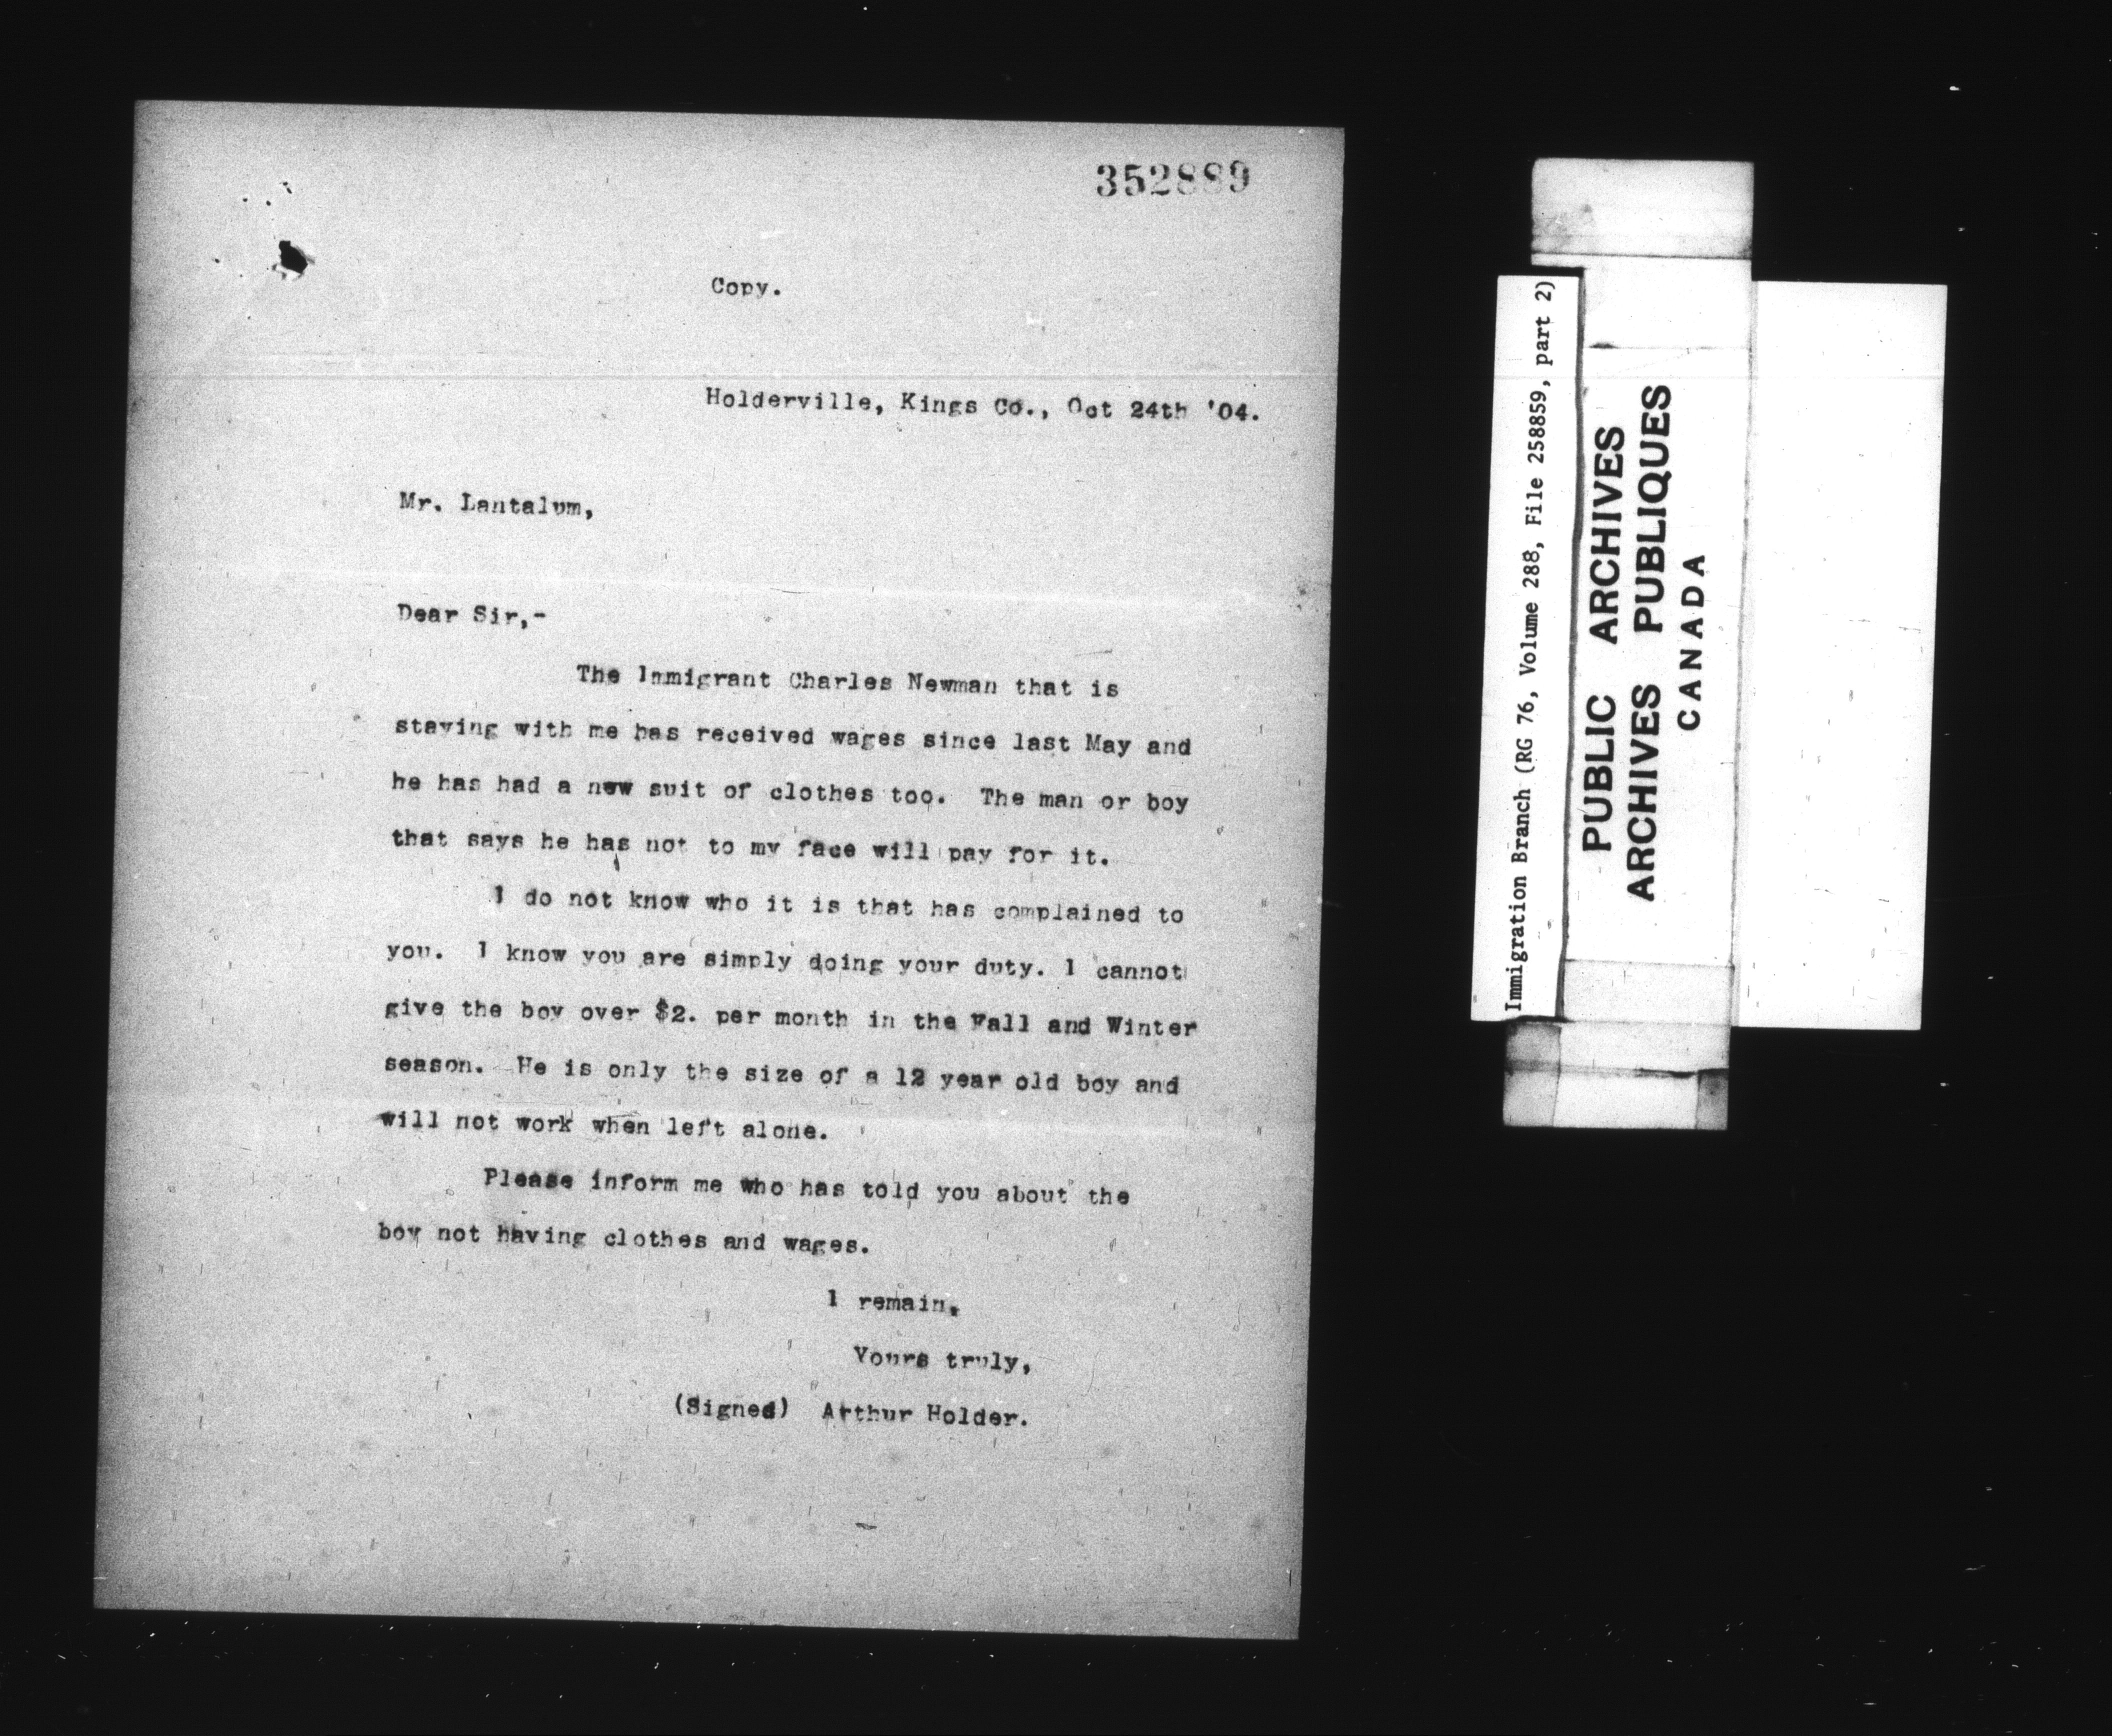 352889
Copy.
Holderville, Kings Co., Oct 24th '04.
Mr. Lantalum,
Dear Sir,-
The Immigrant Charles Newman that is
staying with me has received wages since last May and
he has had a new suit of clothes too. The man or boy
that says he has not to my face will pay for it.
I do not know who it is that has complained to
you. I know you are simply doing your duty. I cannot
give the boy over $2. per month in the Fall and Winter
season. He is only the size of a 12 year old boy and
will not work when left alone.
Please inform me who has told you about the
boy not having clothes and wages.
I remain,
Yours truly,
(Signed) Arthur Holder.
Immigration Branch (RG 76, Volume 288, File 258859, part 2)
PUBLIC ARCHIVES
ARCHIVES PUBLIQUES
CANADA